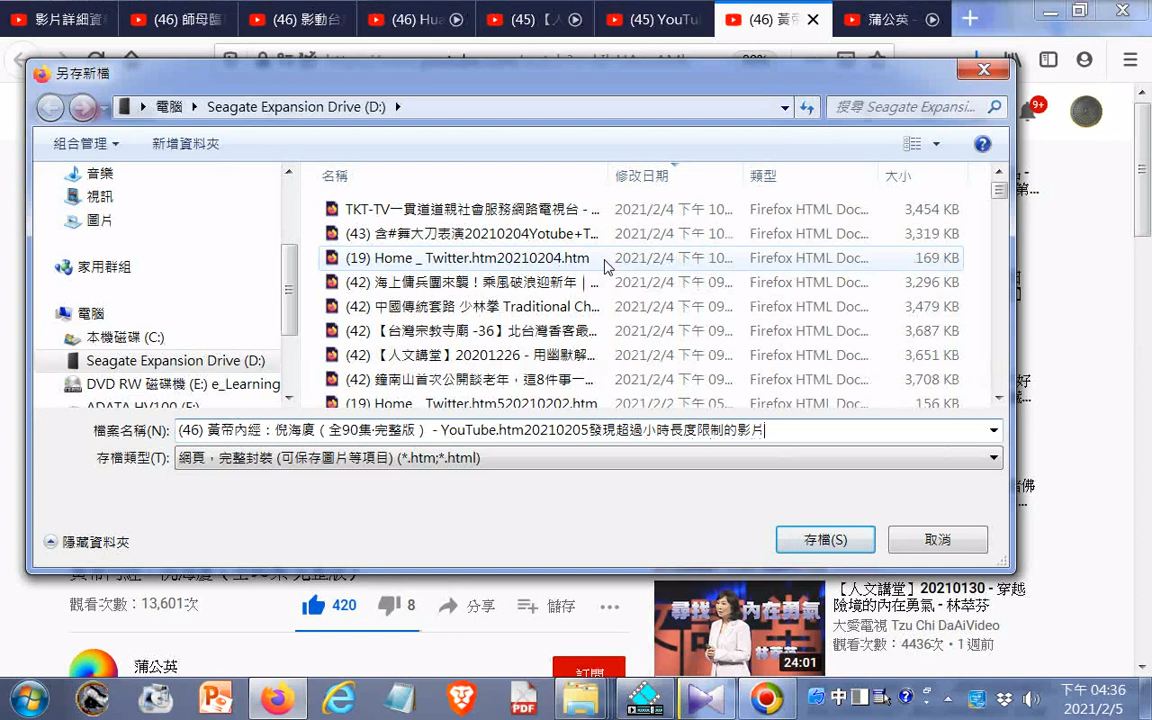 影片詳細資
(46) 師母匯
(46) 影動台
(46) Hua
(45) 【人
(45) YouTu
(46) 黃帝
蒲公英 -
另存新檔
電腦
Seagate Expansion Drive (D:)
搜尋 Seagate Expansi...
9+
組合管理
新增資料夾
音樂
視訊
圖片
家用群組
電腦
本機磁碟 (C:)
Seagate Expansion Drive (D:)
DVD RW 磁碟機 (E:) e_Learning
ADATA HV100 (F:)
名稱
修改日期
類型
大小
TKT-TV一貫道道親社會服務網路電視台 - ...
2021/2/4 下午 10...
Firefox HTML Doc...
3,454 KB
(43) 含#舞大刀表演20210204Yotube+T...
2021/2/4 下午 10...
Firefox HTML Doc...
3,319 KB
(19) Home _ Twitter.htm20210204.htm
2021/2/4 下午 10...
Firefox HTML Doc...
169 KB
(42) 海上傭兵團來襲！乘風破浪迎新年 | ...
2021/2/4 下午 09...
Firefox HTML Doc...
3,296 KB
(42) 中國傳統套路 少林拳 Traditional Ch...
2021/2/4 下午 09...
Firefox HTML Doc...
3,479 KB
(42) 【台灣宗教寺廟 -36】北台灣香客最...
2021/2/4 下午 09...
Firefox HTML Doc...
3,687 KB
(42) 【人文講堂】20201226 - 用幽默解...
2021/2/4 下午 09...
Firefox HTML Doc...
3,651 KB
(42) 鐘南山首次公開談老年，這8件事一...
2021/2/4 下午 09...
Firefox HTML Doc...
3,708 KB
(19) Home _ Twitter.htm520210202.htm
2021/2/2 下午 05...
Firefox HTML Doc...
156 KB
檔案名稱(N):
(46) 黃帝內經：倪海廈（全90集·完整版） - YouTube.htm20210205發現超過小時長度限制的影片
存檔類型(T):
網頁，完整封裝 (可保存圖片等項目) (*.htm;*.html)
隱藏資料夾
存檔(S)
取消
觀看次數：13,601次
420
8
分享
儲存
蒲公英
訂閱
尋找內在勇氣
24:01
【人文講堂】20210130 - 穿越
險境的內在勇氣 - 林萃芬
大愛電視 Tzu Chi DaAiVideo
觀看次數：4436次 • 1 週前
PDF
中
下午 04:36
2021/2/5